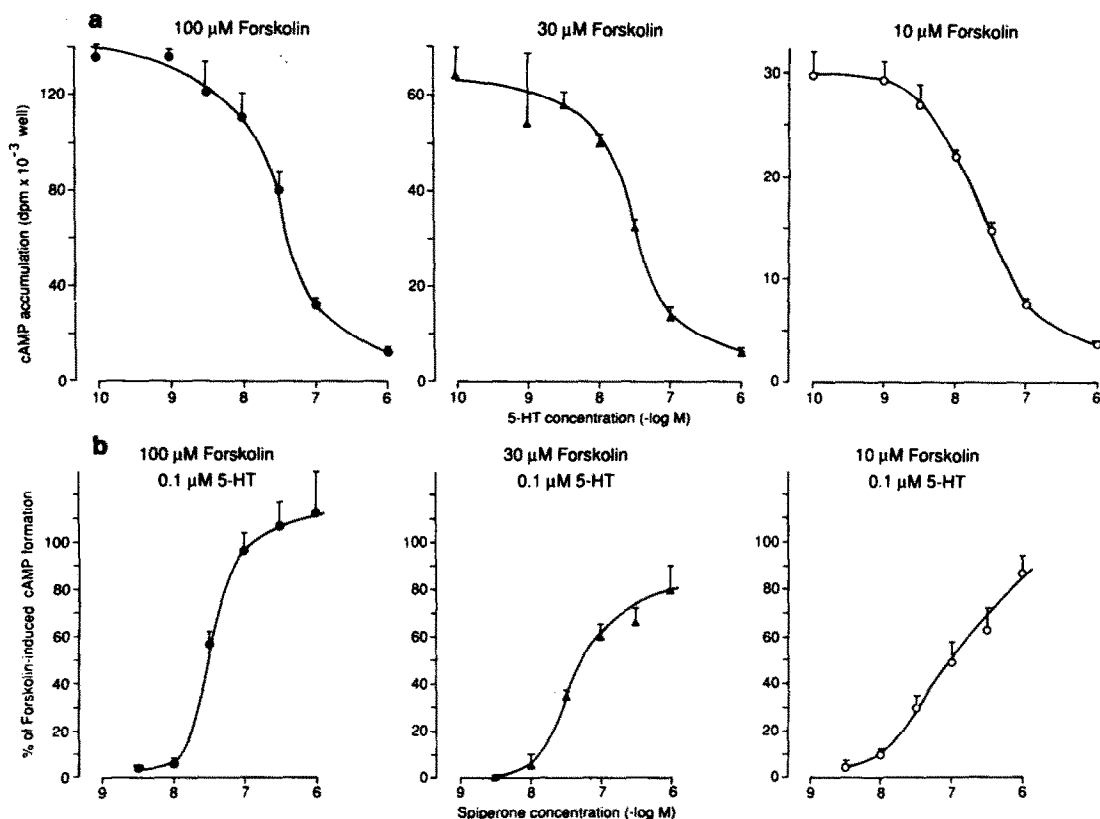 a
100 µM Forskolin
30 µM Forskolin
10 µM Forskolin
cAMP accumulation (dpm x 10⁻³ well)
120
80
40
0
60
40
20
0
30
20
10
0
10 9 8 7 6
10 9 8 7 6
10 9 8 7 6
5-HT concentration (-log M)
b
100 µM Forskolin
0.1 µM 5-HT
30 µM Forskolin
0.1 µM 5-HT
10 µM Forskolin
0.1 µM 5-HT
% of Forskolin-induced cAMP formation
100
80
60
40
20
0
100
80
60
40
20
0
100
80
60
40
20
0
9 8 7 6
9 8 7 6
9 8 7 6
Spiperone concentration (-log M)